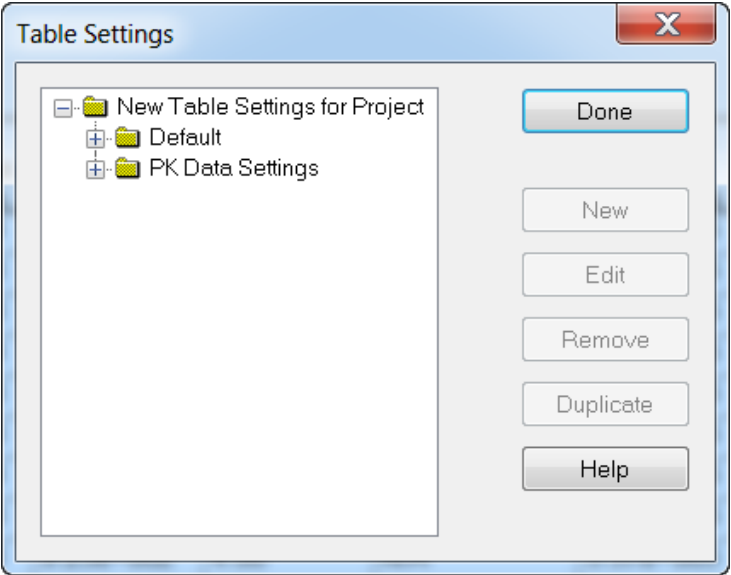 Table Settings
New Table Settings for Project
Default
PK Data Settings
Done
New
Edit
Remove
Duplicate
Help